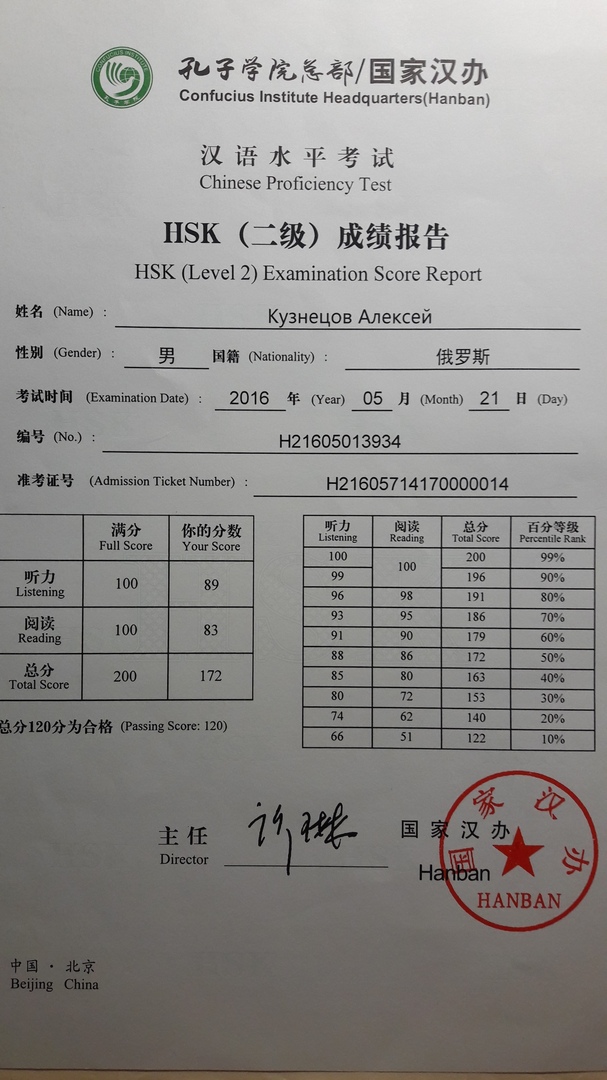 孔子学院总部/国家汉办
Confucius Institute Headquarters(Hanban)
汉语水平考试
Chinese Proficiency Test
HSK（二级）成绩报告
HSK (Level 2) Examination Score Report
姓名 (Name) : Кузнецов Алексей
性别 (Gender) : 男 国籍 (Nationality) : 俄罗斯
考试时间 (Examination Date) : 2016 年 (Year) 05 月 (Month) 21 日 (Day)
编号 (No.) : H21605013934
准考证号 (Admission Ticket Number) : H21605714170000014
满分 你的分数
Full Score Your Score
听力 Listening 100 89
阅读 Reading 100 83
总分 Total Score 200 172
总分120分为合格 (Passing Score: 120)
听力 阅读 总分 百分等级
Listening Reading Total Score Percentile Rank
100 100 200 99%
99 196 90%
96 98 191 80%
93 95 186 70%
91 90 179 60%
88 86 172 50%
85 80 163 40%
80 72 153 30%
74 62 140 20%
66 51 122 10%
主任
Director
国家汉办
Hanban
国家汉办
HANBAN
中国 · 北京
Beijing China